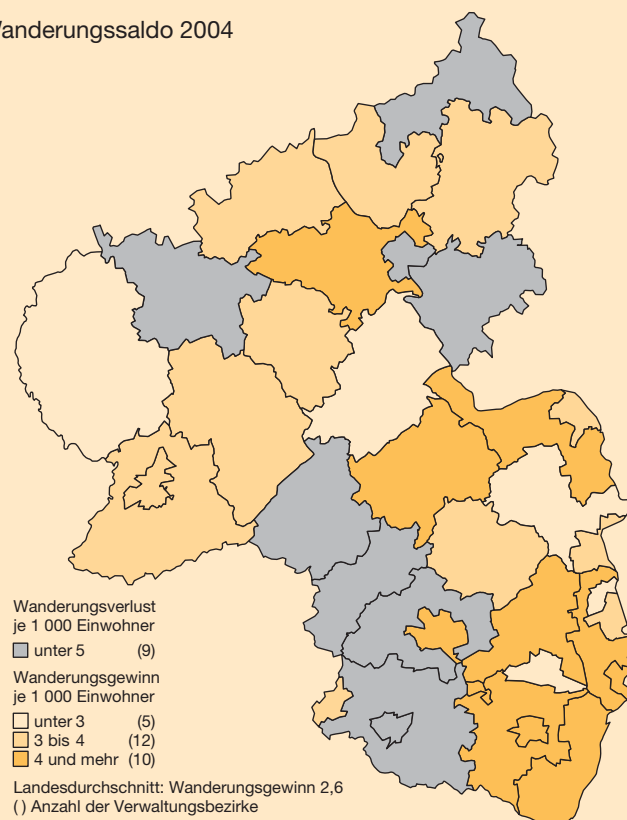 Wanderungssaldo 2004
Wanderungsverlust
je 1 000 Einwohner
unter 5 (9)
Wanderungsgewinn
je 1 000 Einwohner
unter 3 (5)
3 bis 4 (12)
4 und mehr (10)
Landesdurchschnitt: Wanderungsgewinn 2,6
( ) Anzahl der Verwaltungsbezirke